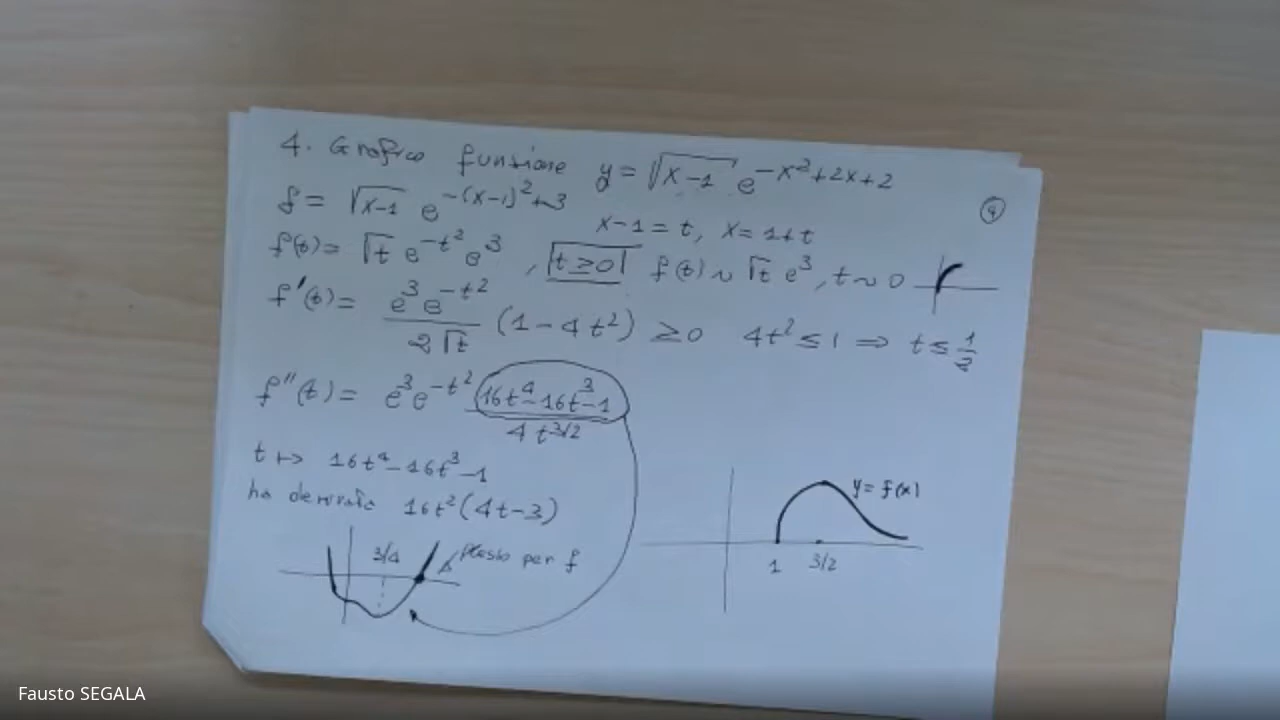 4. Grafico funzione y = √(x-1) e^(-x²+2x+2)
④
f = √(x-1) e^(-(x-1)²+3)
x-1 = t, x = 1+t
f(t) = √t e^(-t²) e³, t ≥ 0 f(t) ~ √t e³, t ~ 0
f'(t) = e³ e^(-t²) / 2√t (1-4t²) ≥ 0 4t² ≤ 1 ⇒ t ≤ 1/2
f''(t) = e³ e^(-t²) (16t⁴-16t³-1) / 4t^(3/2)
t ↦ 16t⁴-16t³-1
ha derivata 16t²(4t-3)
3/4 flesso per f
y = f(x)
1 3/2
Fausto SEGALA